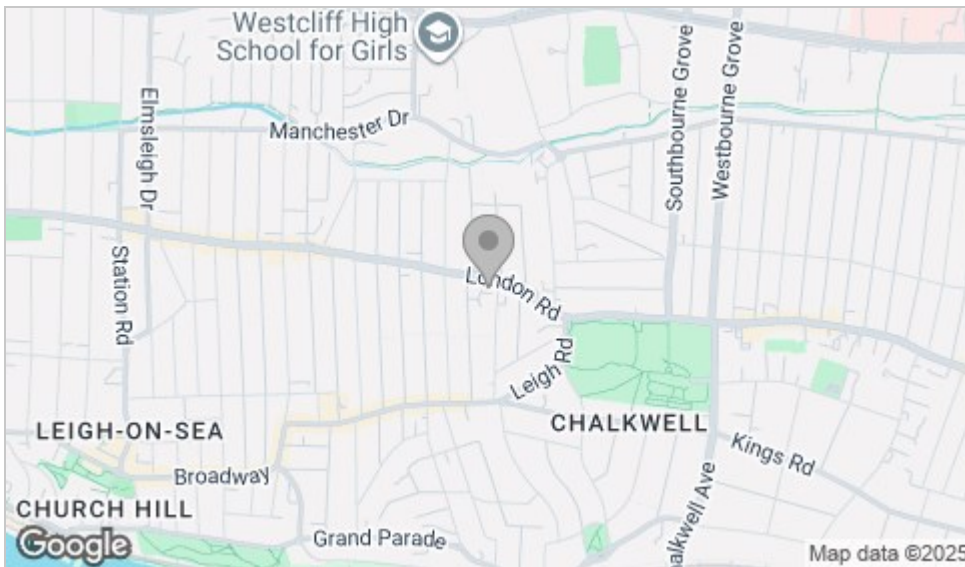 Westcliff High
School for Girls
Southbourne Grove
Westbourne Grove
Elmsleigh Dr
Manchester Dr
Station Rd
London Rd
Leigh Rd
CHALKWELL
LEIGH-ON-SEA
Kings Rd
Broadway
alkwell Ave
CHURCH HILL
Grand Parade
Google
Map data ©2025